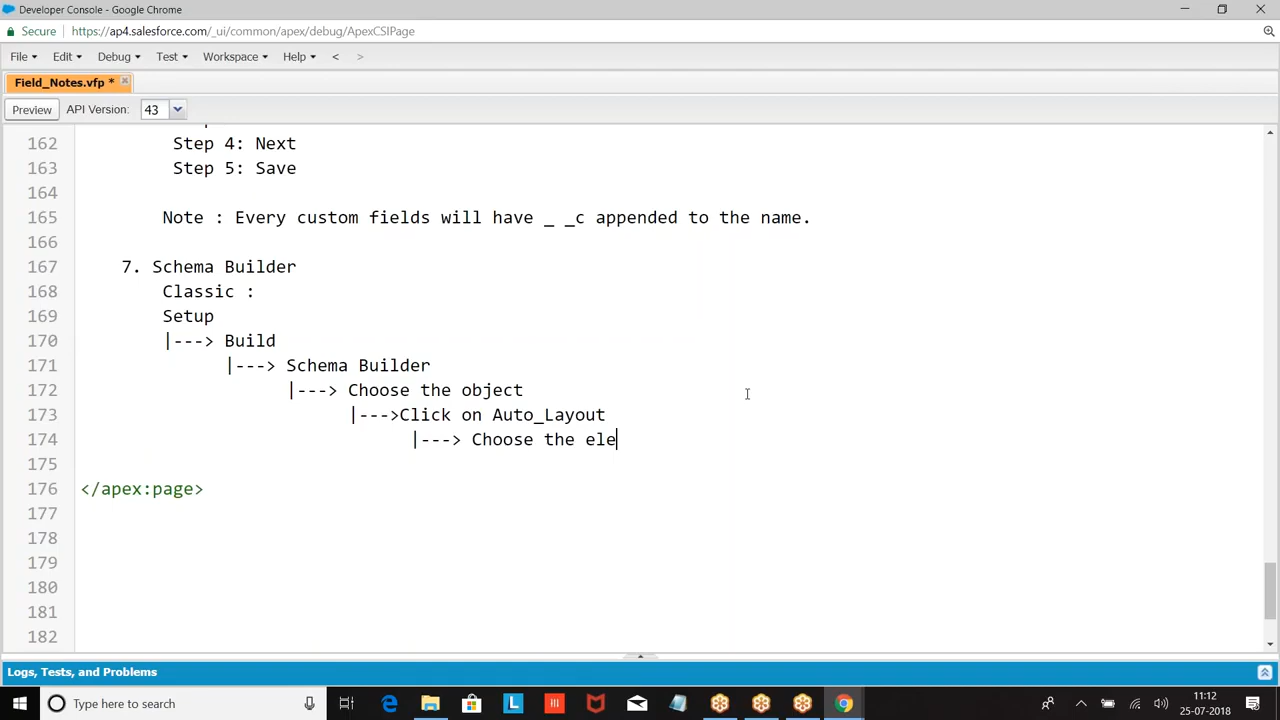 Developer Console - Google Chrome
Secure https://ap4.salesforce.com/_ui/common/apex/debug/ApexCSIPage
File Edit Debug Test Workspace Help < >
Field_Notes.vfp *
Preview API Version: 43
162 Step 4: Next
163 Step 5: Save
164
165 Note : Every custom fields will have _ _c appended to the name.
166
167 7. Schema Builder
168 Classic :
169 Setup
170 |---> Build
171 |---> Schema Builder
172 |---> Choose the object
173 |--->Click on Auto_Layout
174 |---> Choose the ele
175
176 </apex:page>
177
178
179
180
181
182
Logs, Tests, and Problems
Type here to search
11:12
25-07-2018